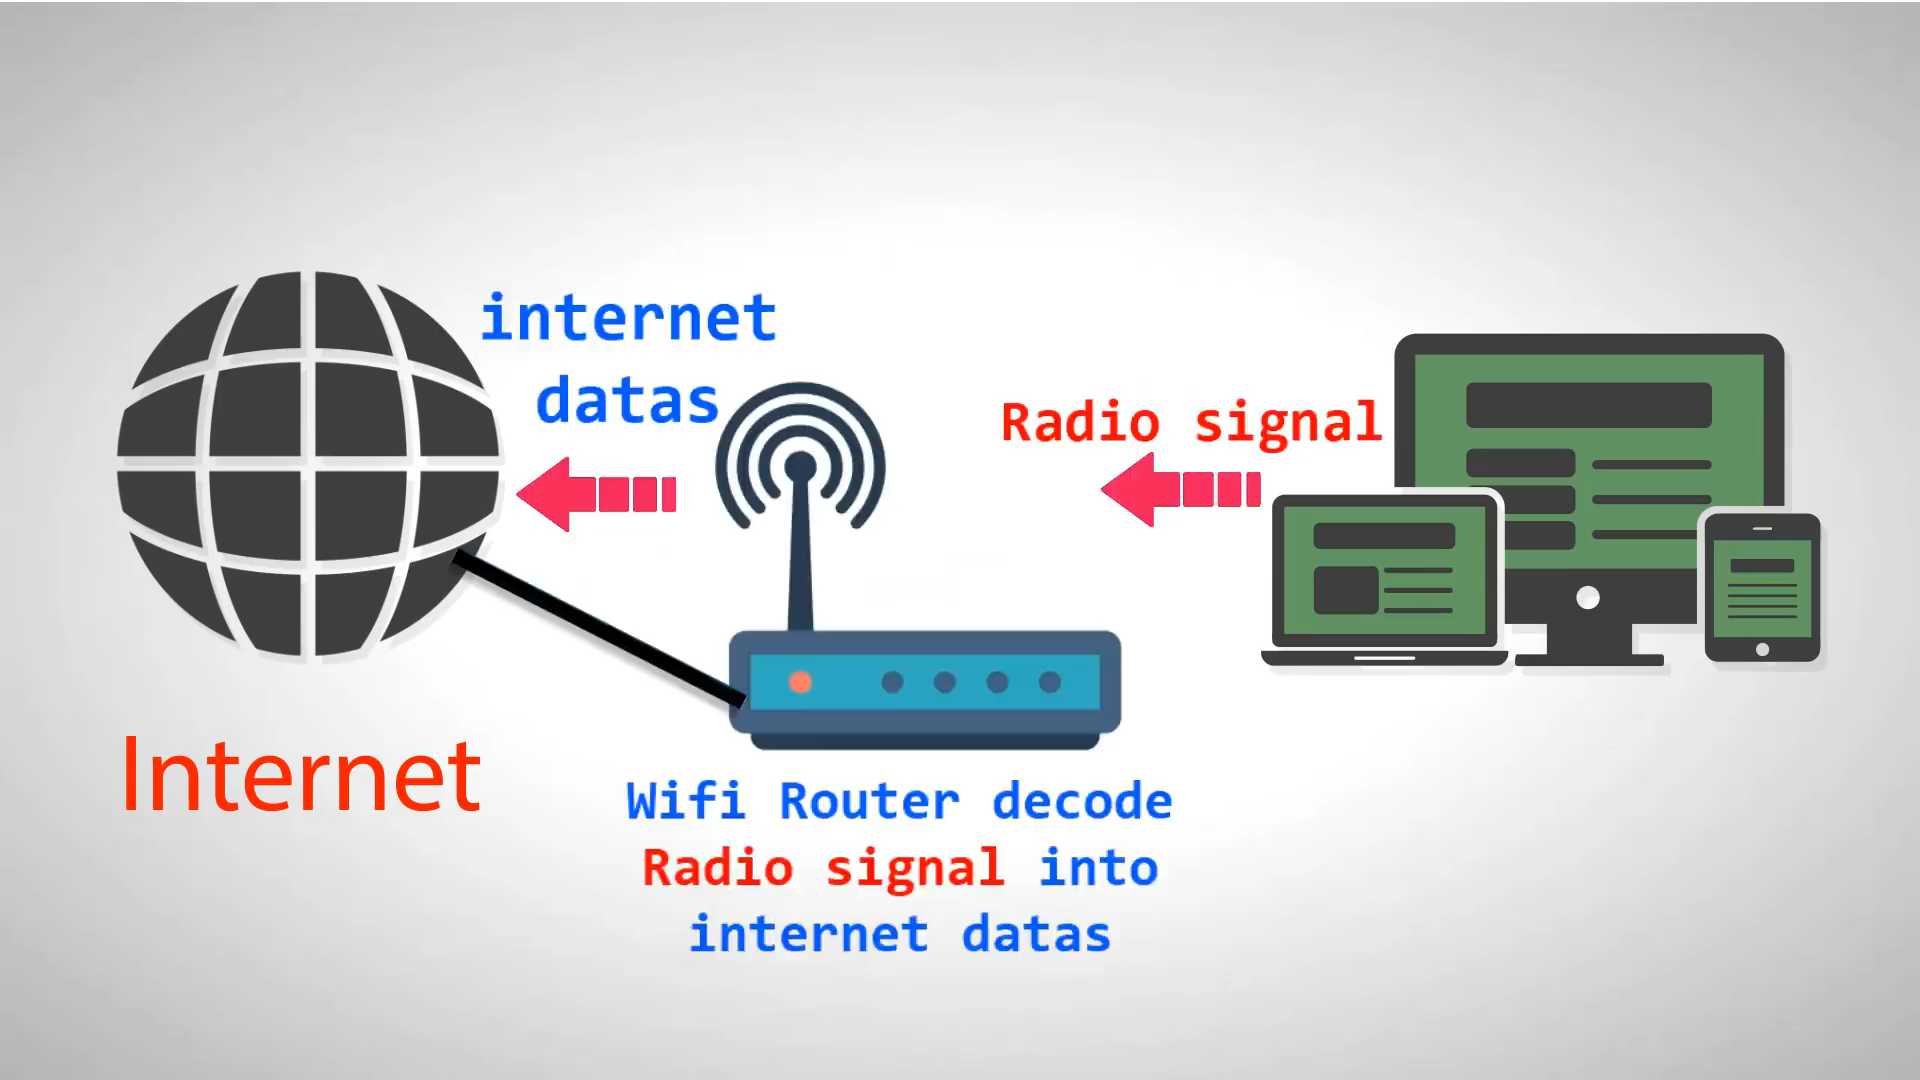 internet
datas
Radio signal
Internet
Wifi Router decode
Radio signal into
internet datas